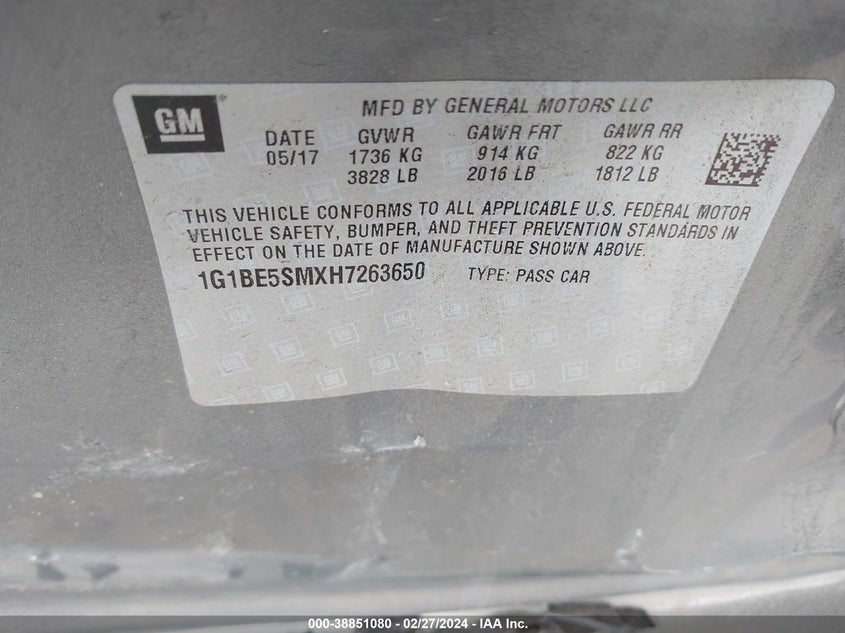 GM
MFD BY GENERAL MOTORS LLC
DATE GVWR GAWR FRT GAWR RR
05/17 1736 KG 914 KG 822 KG
3828 LB 2016 LB 1812 LB
THIS VEHICLE CONFORMS TO ALL APPLICABLE U.S. FEDERAL MOTOR
VEHICLE SAFETY, BUMPER, AND THEFT PREVENTION STANDARDS IN
EFFECT ON THE DATE OF MANUFACTURE SHOWN ABOVE.
1G1BE5SMXH7263650 TYPE: PASS CAR
000-38851080 - 02/27/2024 - IAA Inc.